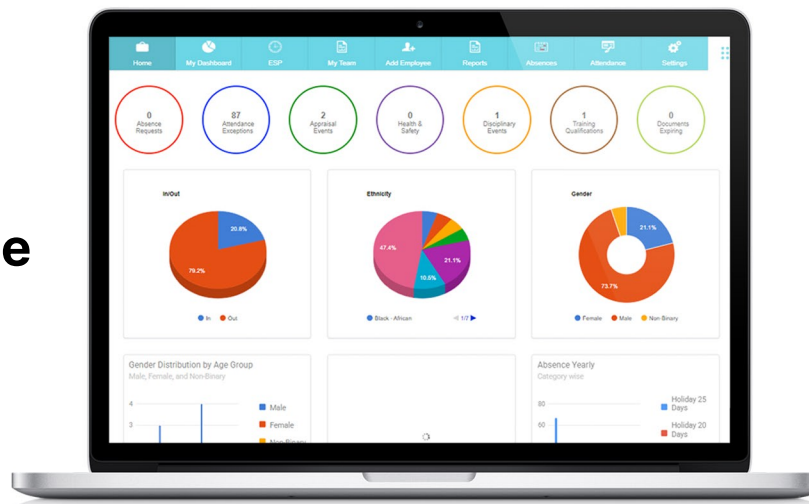 e
Home
My Dashboard
ESP
My Team
Add Employee
Reports
Absences
Attendance
Settings
0
Absence
Requests
87
Attendance
Exceptions
2
Appraisal
Events
0
Health &
Safety
1
Disciplinary
Events
1
Training
Qualifications
0
Documents
Expiring
In/Out
20.8%
79.2%
In Out
Ethnicity
47.4%
21.1%
10.5%
Black - African
1/7
Gender
21.1%
73.7%
Female Male Non-Binary
Gender Distribution by Age Group
Male, Female, and Non-Binary
4
3
Male
Female
Non-Binary
Absence Yearly
Category wise
80
60
Holiday 25
Days
Holiday 20
Days